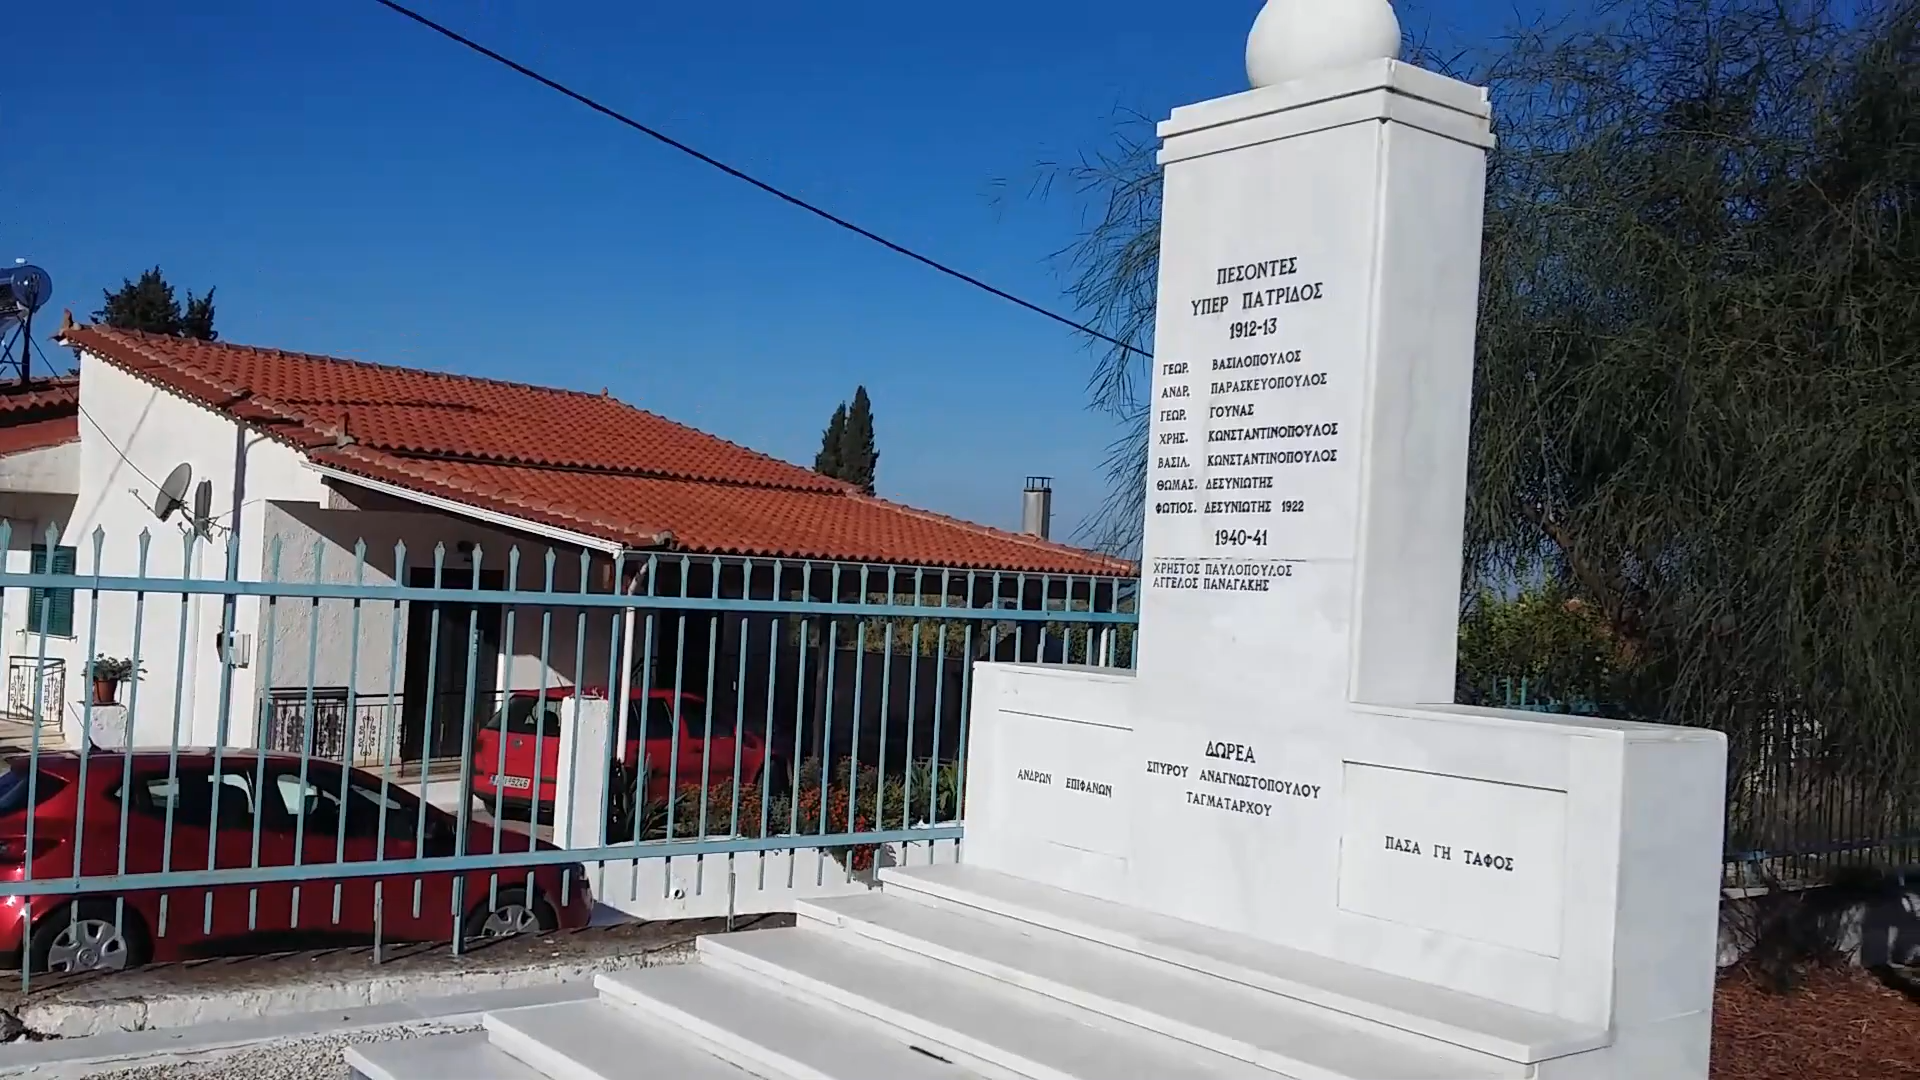 ΠΕΣΟΝΤΕΣ
ΥΠΕΡ ΠΑΤΡΙΔΟΣ
1912-13
ΓΕΩΡ. ΒΑΣΙΛΟΠΟΥΛΟΣ
ΑΝΔΡ. ΠΑΡΑΣΚΕΥΟΠΟΥΛΟΣ
ΓΕΩΡ. ΓΟΥΝΑΣ
ΧΡΗΣ. ΚΩΝΣΤΑΝΤΙΝΟΠΟΥΛΟΣ
ΒΑΣΙΛ. ΚΩΝΣΤΑΝΤΙΝΟΠΟΥΛΟΣ
ΘΩΜΑΣ. ΔΕΣΥΝΙΩΤΗΣ
ΦΩΤΙΟΣ. ΔΕΣΥΝΙΩΤΗΣ 1922
1940-41
ΧΡΗΣΤΟΣ ΠΑΥΛΟΠΟΥΛΟΣ
ΑΓΓΕΛΟΣ ΠΑΝΑΓΑΚΗΣ
ΔΩΡΕΑ
ΣΠΥΡΟΥ ΑΝΑΓΝΩΣΤΟΠΟΥΛΟΥ
ΤΑΓΜΑΤΑΡΧΟΥ
ΑΝΔΡΩΝ ΕΠΙΦΑΝΩΝ
ΠΑΣΑ ΓΗ ΤΑΦΟΣ